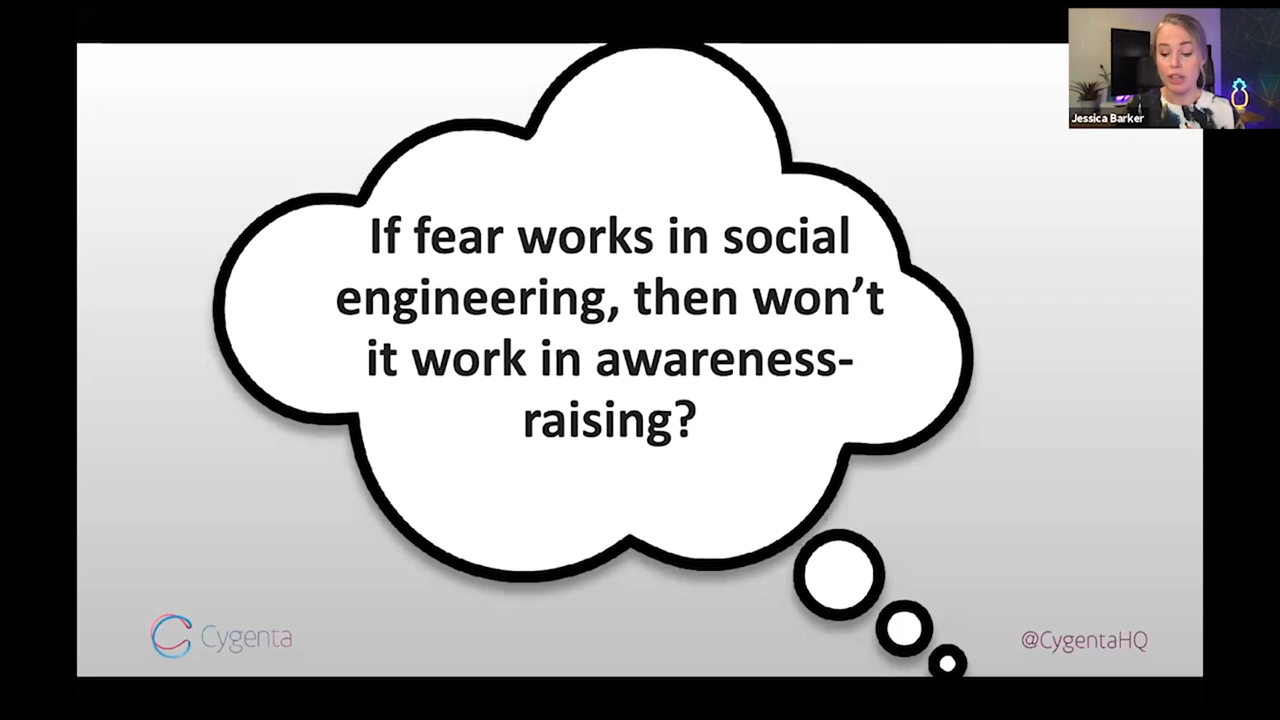 Jessica Barker
If fear works in social
engineering, then won’t
it work in awareness-
raising?
Cygenta
@CygentaHQ